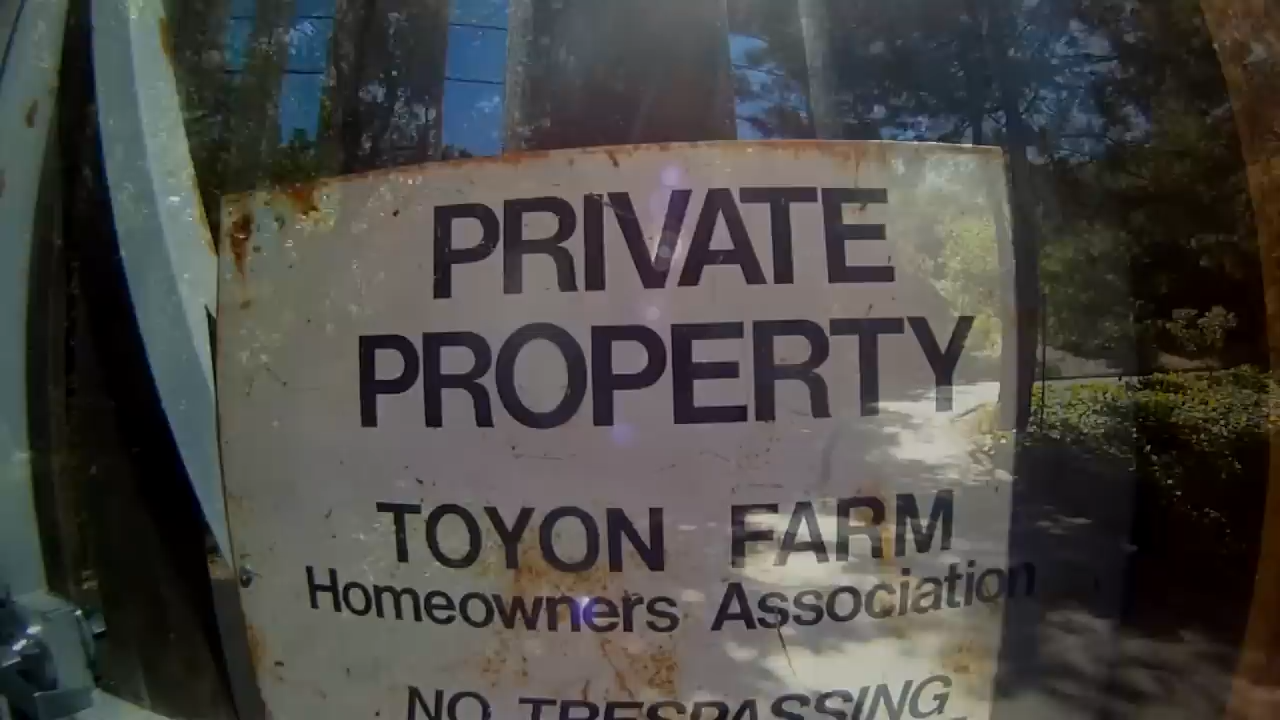 PRIVATE
PROPERTY
TOYON FARM
Homeowners Association
NO TRESPASSING